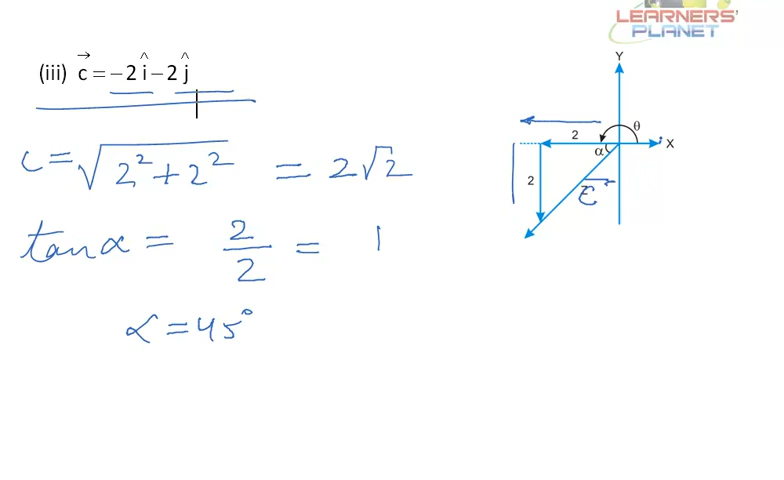 LEARNERS'
PLANET
(iii) c⃗ = −2 î − 2 ĵ
c = √(2² + 2²) = 2√2
tan α = 2/2 = 1
α = 45°
Y
θ
2
X
α
2
c⃗